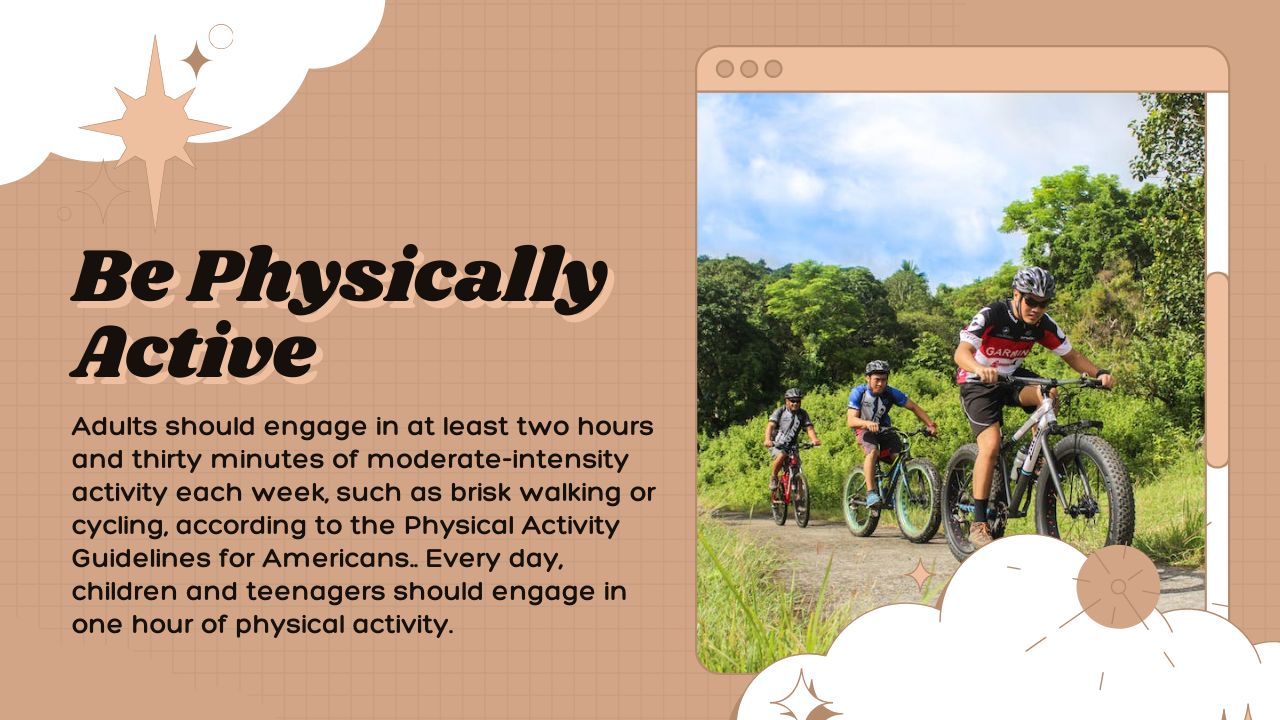 Be Physically
Active
Adults should engage in at least two hours
and thirty minutes of moderate-intensity
activity each week, such as brisk walking or
cycling, according to the Physical Activity
Guidelines for Americans.. Every day,
children and teenagers should engage in
one hour of physical activity.
GARMIN